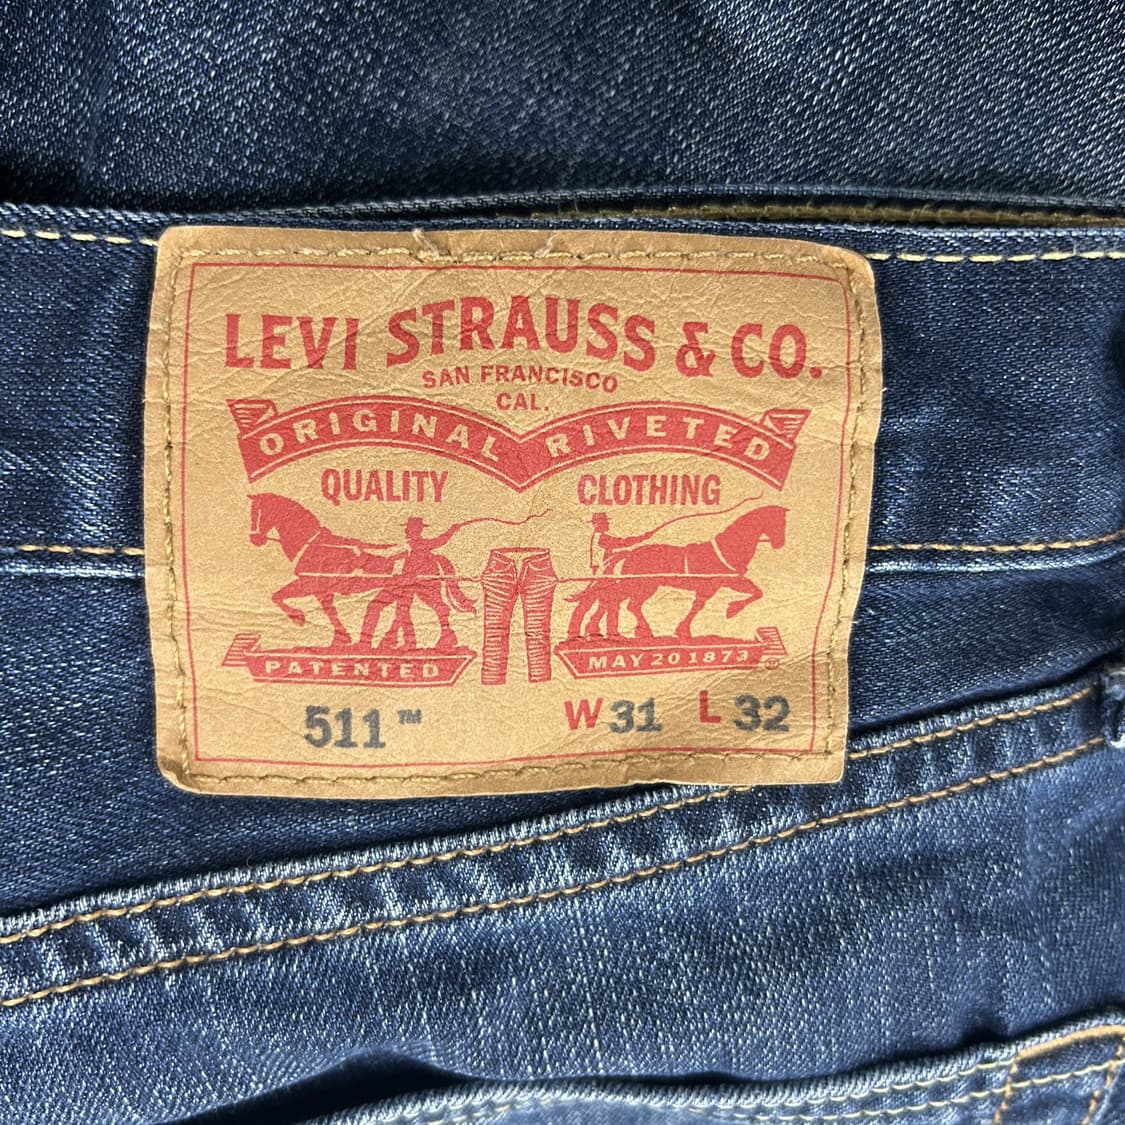 LEVI STRAUSS & CO.
SAN FRANCISCO
CAL.
ORIGINAL RIVETED
QUALITY CLOTHING
PATENTED MAY 20 1873 ®
511™ W31 L32